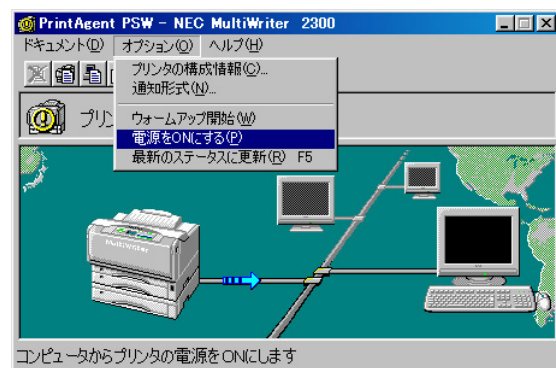 PrintAgent PSW - NEC MultiWriter 2300
ドキュメント(D) オプション(O) ヘルプ(H)
プリンタの構成情報(C)...
通知形式(N)...
プリン
ウォームアップ開始(W)
電源をONにする(P)
最新のステータスに更新(R) F5
MultiWriter
コンピュータからプリンタの電源をONにします